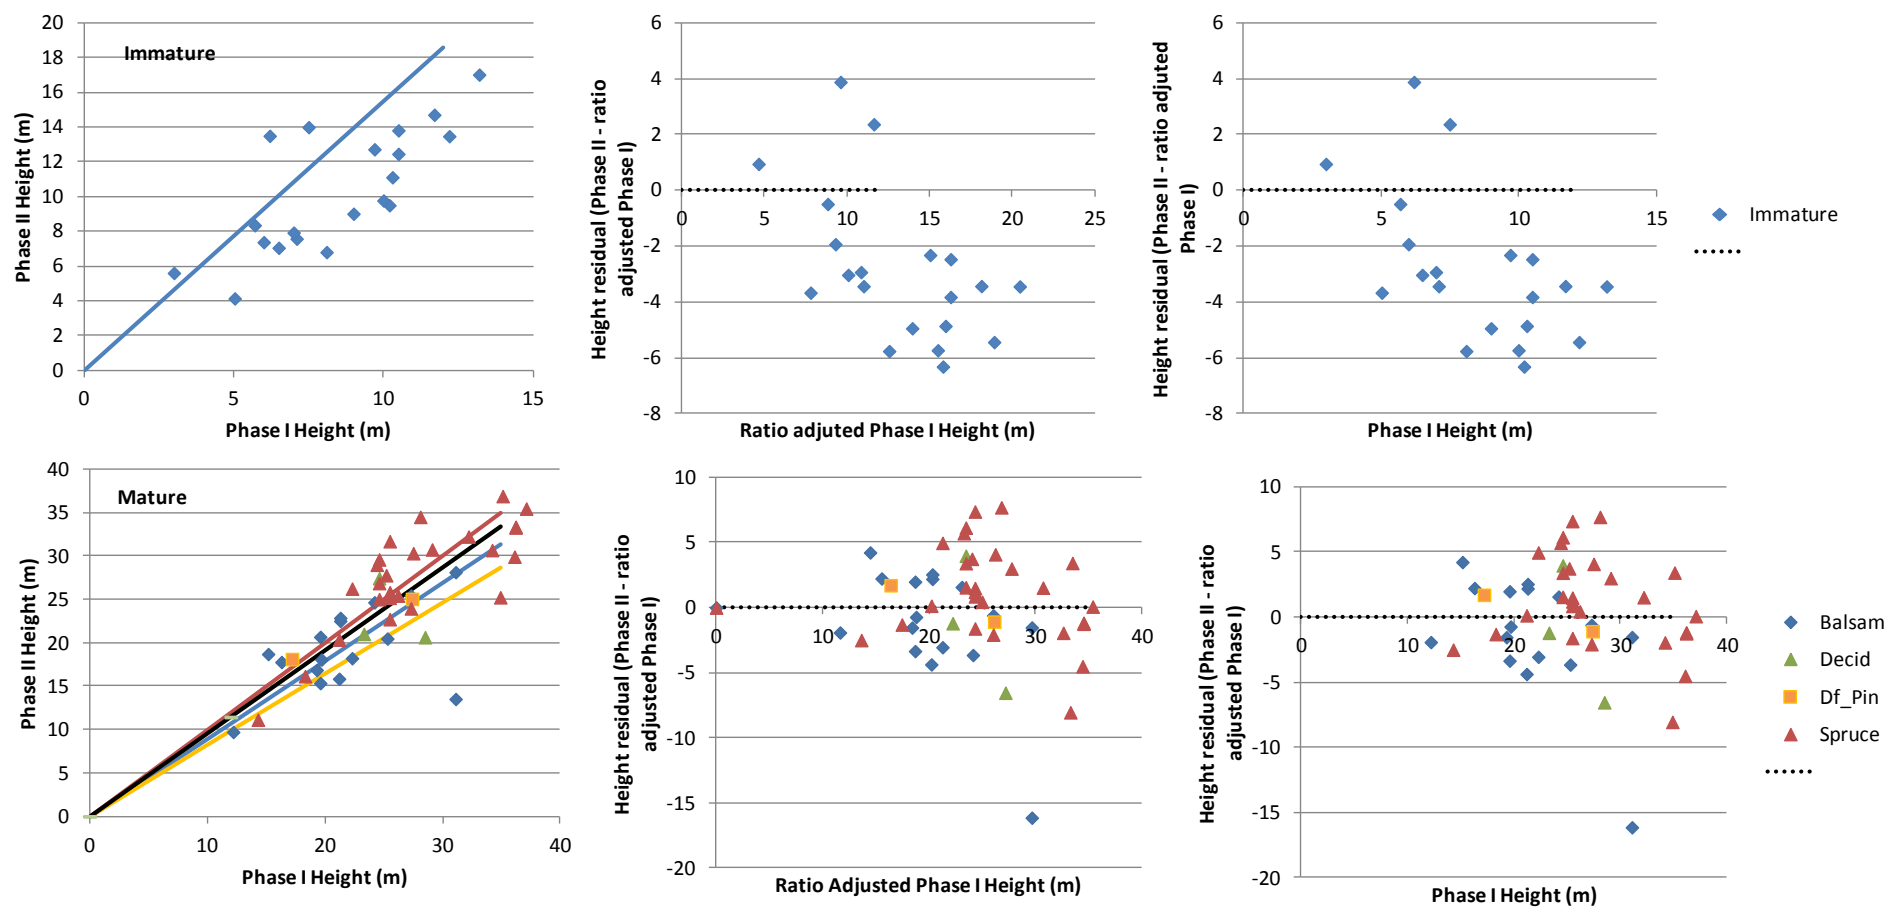 Immature
Phase II Height (m)
20
18
16
14
12
10
8
6
4
2
0
0 5 10 15
Phase I Height (m)
Height residual (Phase II - ratio
adjusted Phase I)
6
4
2
0
-2
-4
-6
-8
0 5 10 15 20 25
Ratio adjuted Phase I Height (m)
Height residual (Phase II - ratio adjusted
Phase I)
6
4
2
0
-2
-4
-6
-8
0 5 10 15
Phase I Height (m)
Immature
Mature
Phase II Height (m)
40
35
30
25
20
15
10
5
0
0 10 20 30 40
Phase I Height (m)
Height residual (Phase II - ratio
adjusted Phase I)
10
5
0
-5
-10
-15
-20
0 10 20 30 40
Ratio Adjusted Phase I Height (m)
Height residual (Phase II - ratio
adjusted Phase I)
10
5
0
-5
-10
-15
-20
0 10 20 30 40
Phase I Height (m)
Balsam
Decid
Df_Pin
Spruce